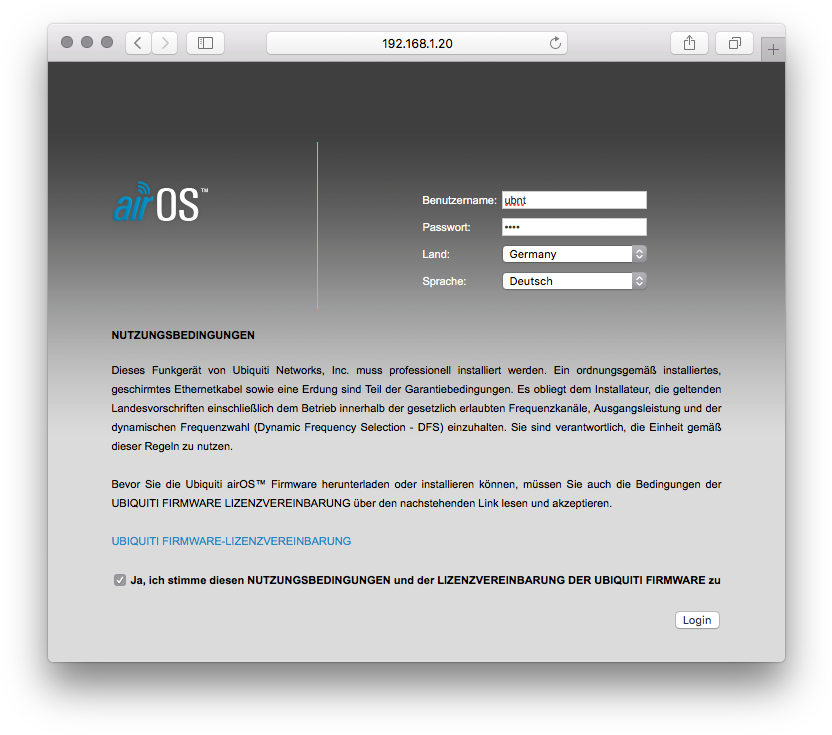 192.168.1.20
airOS™
Benutzername: ubnt
Passwort: ••••
Land: Germany
Sprache: Deutsch
NUTZUNGSBEDINGUNGEN
Dieses Funkgerät von Ubiquiti Networks, Inc. muss professionell installiert werden. Ein ordnungsgemäß installiertes,
geschirmtes Ethernetkabel sowie eine Erdung sind Teil der Garantiebedingungen. Es obliegt dem Installateur, die geltenden
Landesvorschriften einschließlich dem Betrieb innerhalb der gesetzlich erlaubten Frequenzkanäle, Ausgangsleistung und der
dynamischen Frequenzwahl (Dynamic Frequency Selection - DFS) einzuhalten. Sie sind verantwortlich, die Einheit gemäß
dieser Regeln zu nutzen.
Bevor Sie die Ubiquiti airOS™ Firmware herunterladen oder installieren können, müssen Sie auch die Bedingungen der
UBIQUITI FIRMWARE LIZENZVEREINBARUNG über den nachstehenden Link lesen und akzeptieren.
UBIQUITI FIRMWARE-LIZENZVEREINBARUNG
Ja, ich stimme diesen NUTZUNGSBEDINGUNGEN und der LIZENZVEREINBARUNG DER UBIQUITI FIRMWARE zu
Login